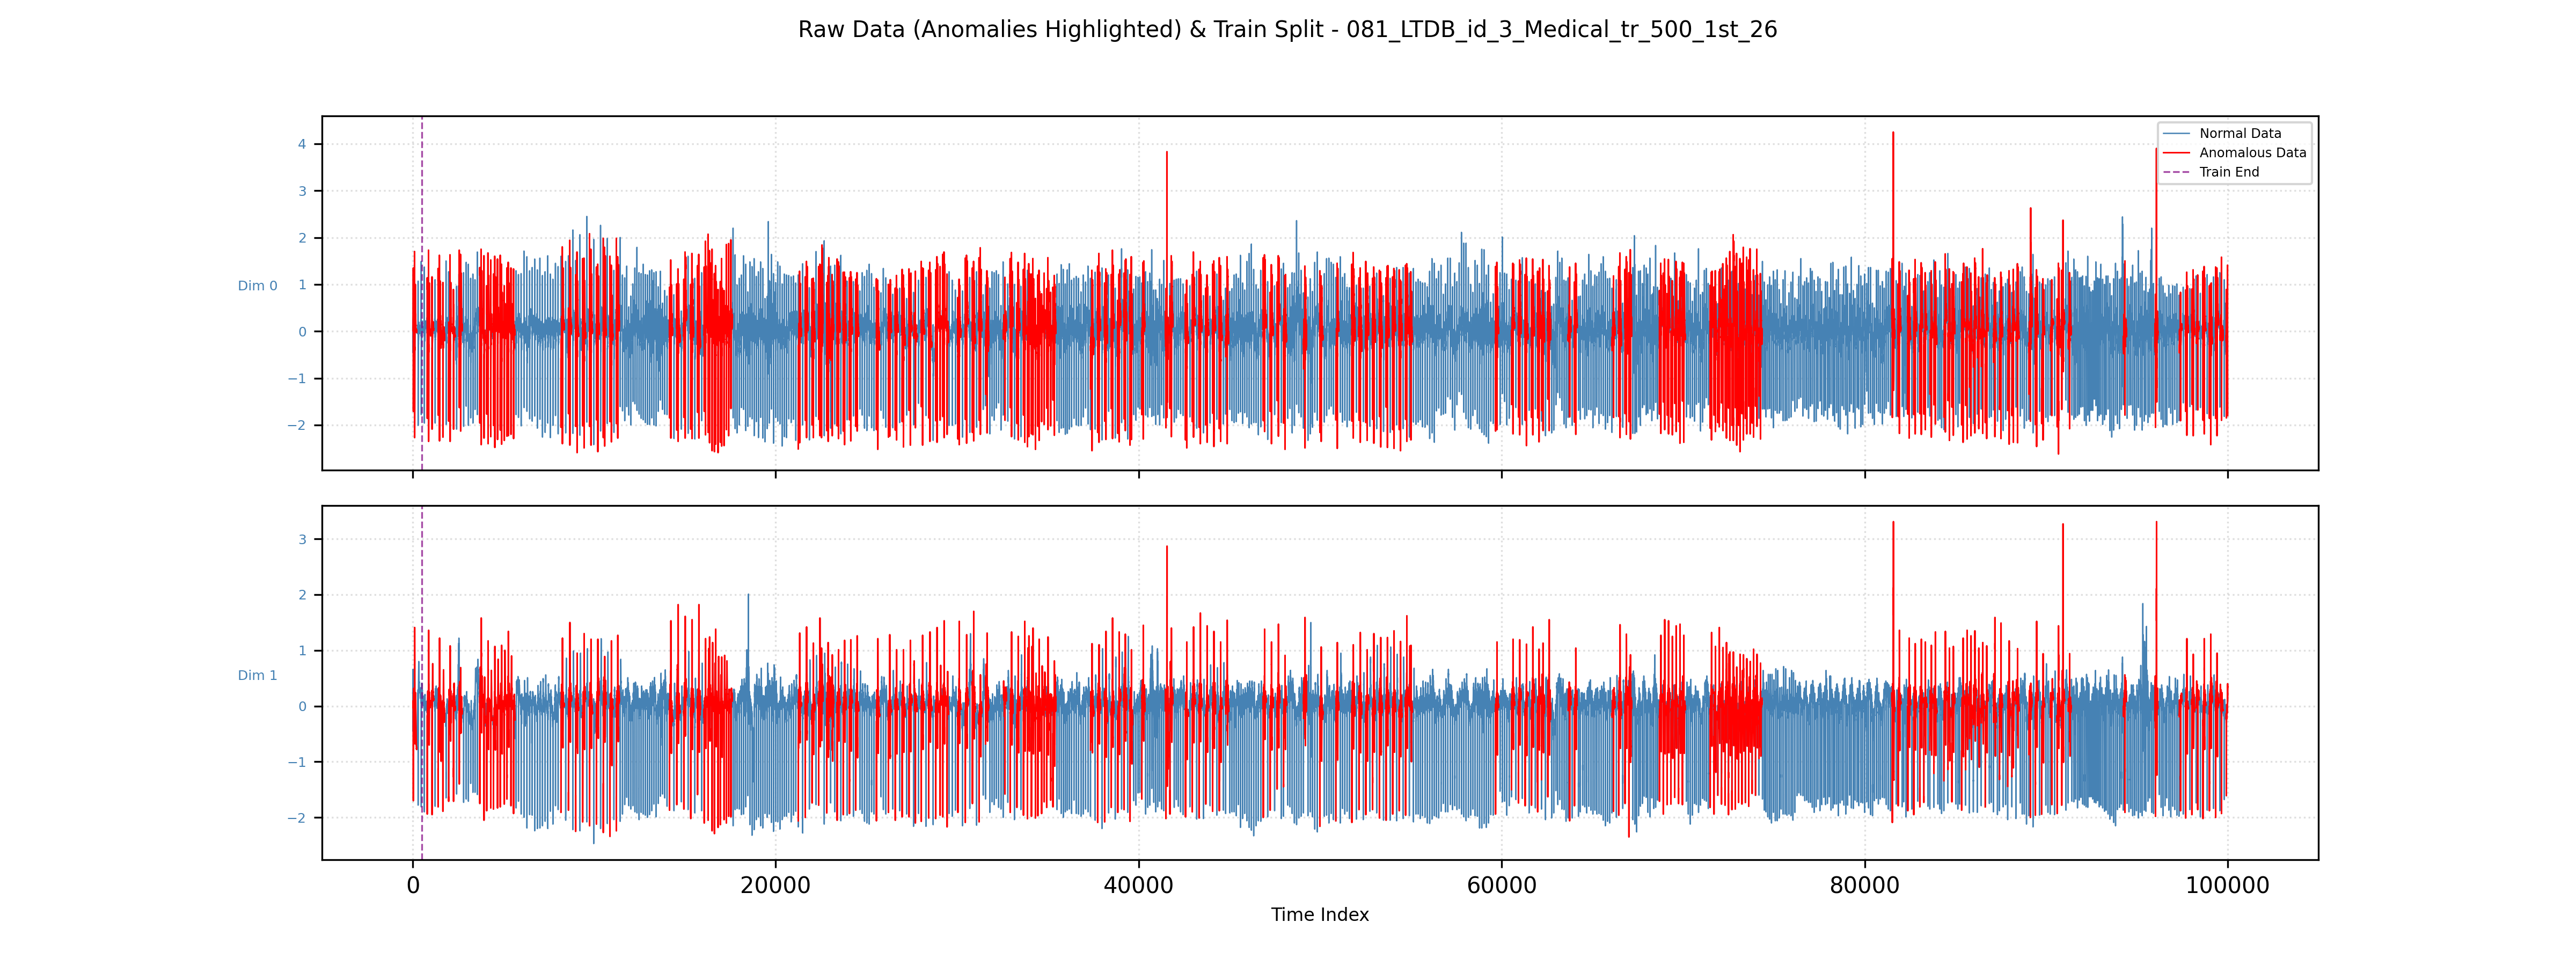 Raw Data (Anomalies Highlighted) & Train Split - 081_LTDB_id_3_Medical_tr_500_1st_26
4
3
2
1
0
−1
−2
Dim 0
Normal Data
Anomalous Data
Train End
3
2
1
0
−1
−2
Dim 1
0
20000
40000
60000
80000
100000
Time Index